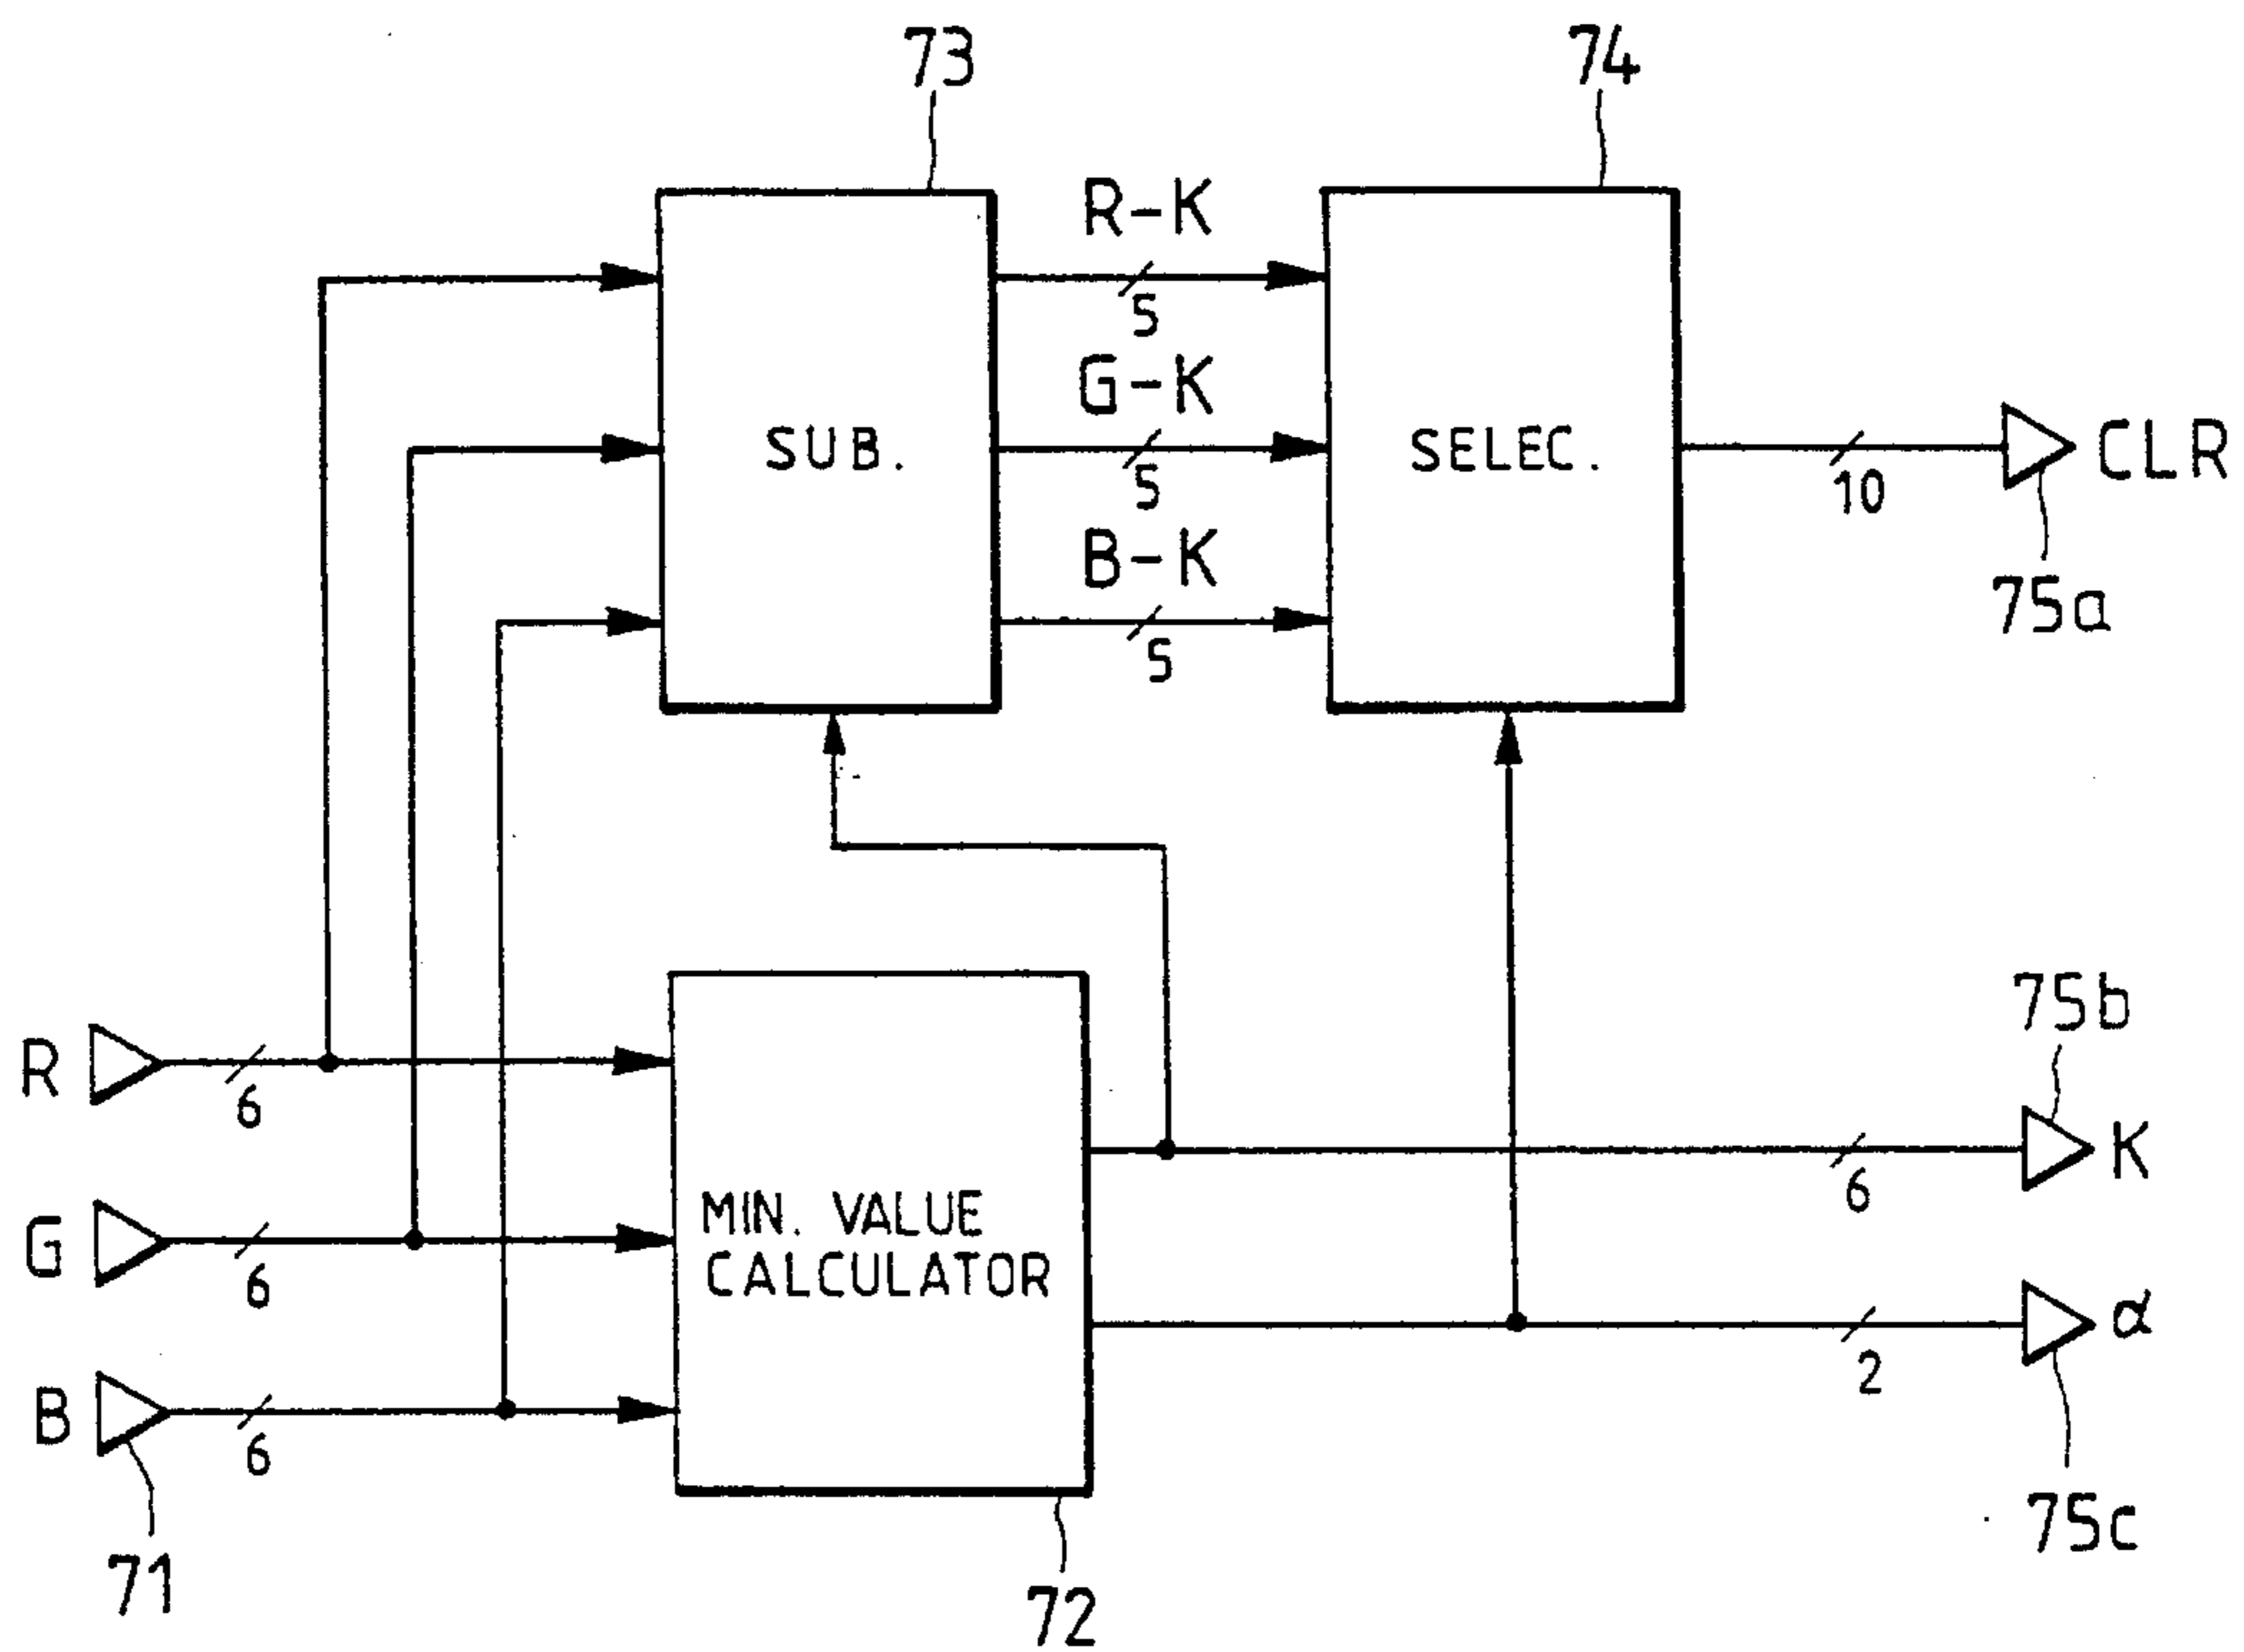 73
74
R-K
5
G-K
5
B-K
5
SUB.
SELEC.
10
CLR
75a
R
6
G
6
B
6
71
MIN. VALUE
CALCULATOR
72
75b
6
K
2
α
75c